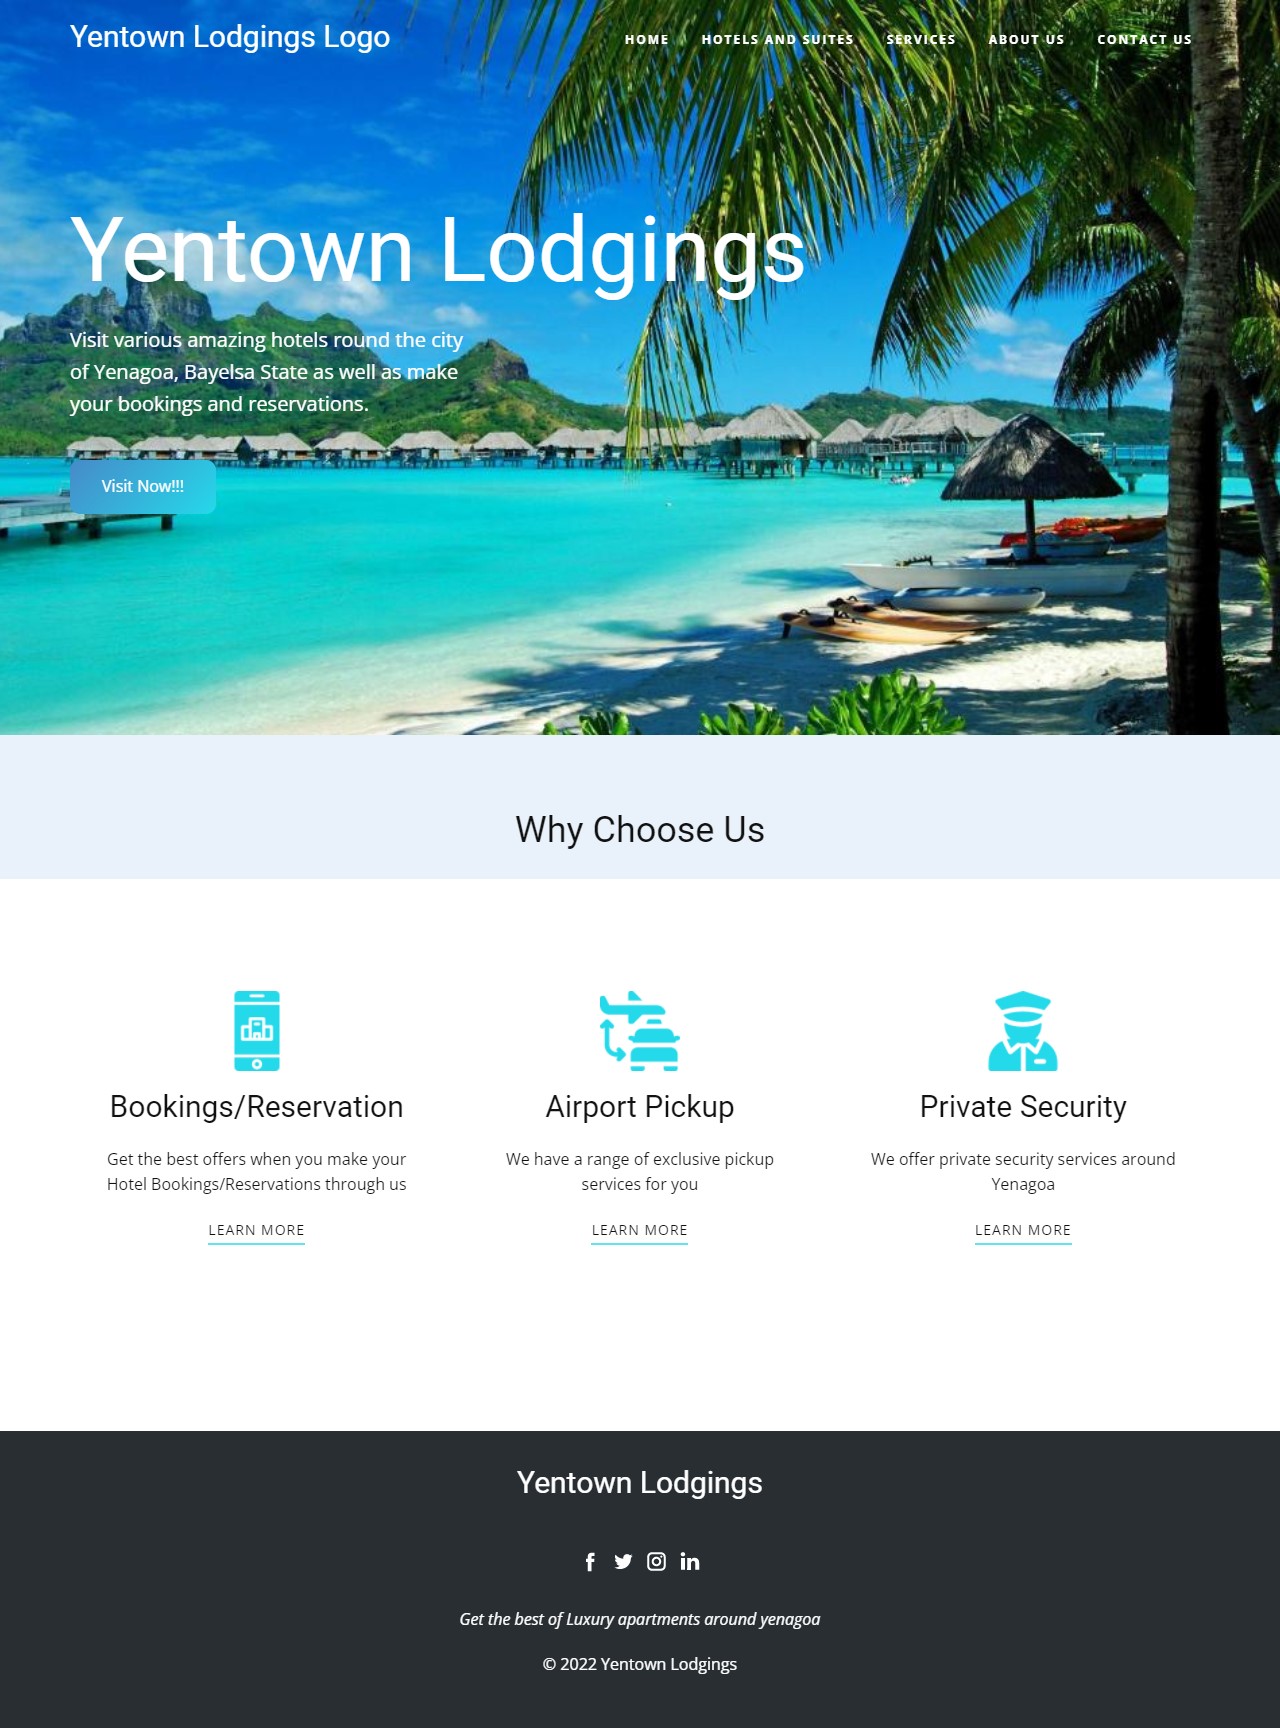 Yentown Lodgings Logo
HOME HOTELS AND SUITES SERVICES ABOUT US CONTACT US
Yentown Lodgings
Visit various amazing hotels round the city
of Yenagoa, Bayelsa State as well as make
your bookings and reservations.
Visit Now!!!
Why Choose Us
Bookings/Reservation
Get the best offers when you make your
Hotel Bookings/Reservations through us
LEARN MORE
Airport Pickup
We have a range of exclusive pickup
services for you
LEARN MORE
Private Security
We offer private security services around
Yenagoa
LEARN MORE
Yentown Lodgings
Get the best of Luxury apartments around yenagoa
© 2022 Yentown Lodgings